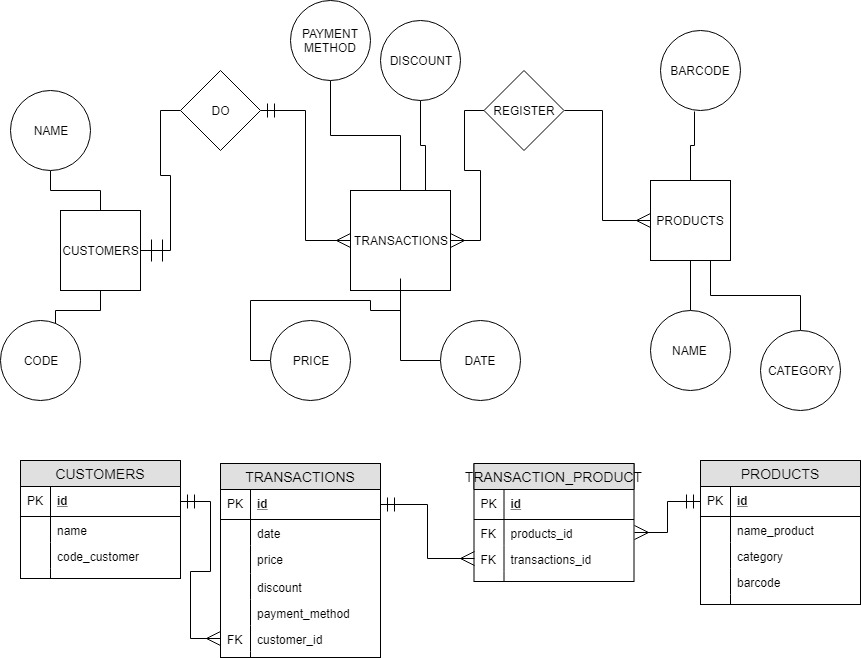 PAYMENT
METHOD
DISCOUNT
BARCODE
NAME
DO
REGISTER
CUSTOMERS
TRANSACTIONS
PRODUCTS
CODE
PRICE
DATE
NAME
CATEGORY
CUSTOMERS
PK id
name
code_customer
TRANSACTIONS
PK id
date
price
discount
payment_method
FK customer_id
TRANSACTION_PRODUCT
PK id
FK products_id
FK transactions_id
PRODUCTS
PK id
name_product
category
barcode